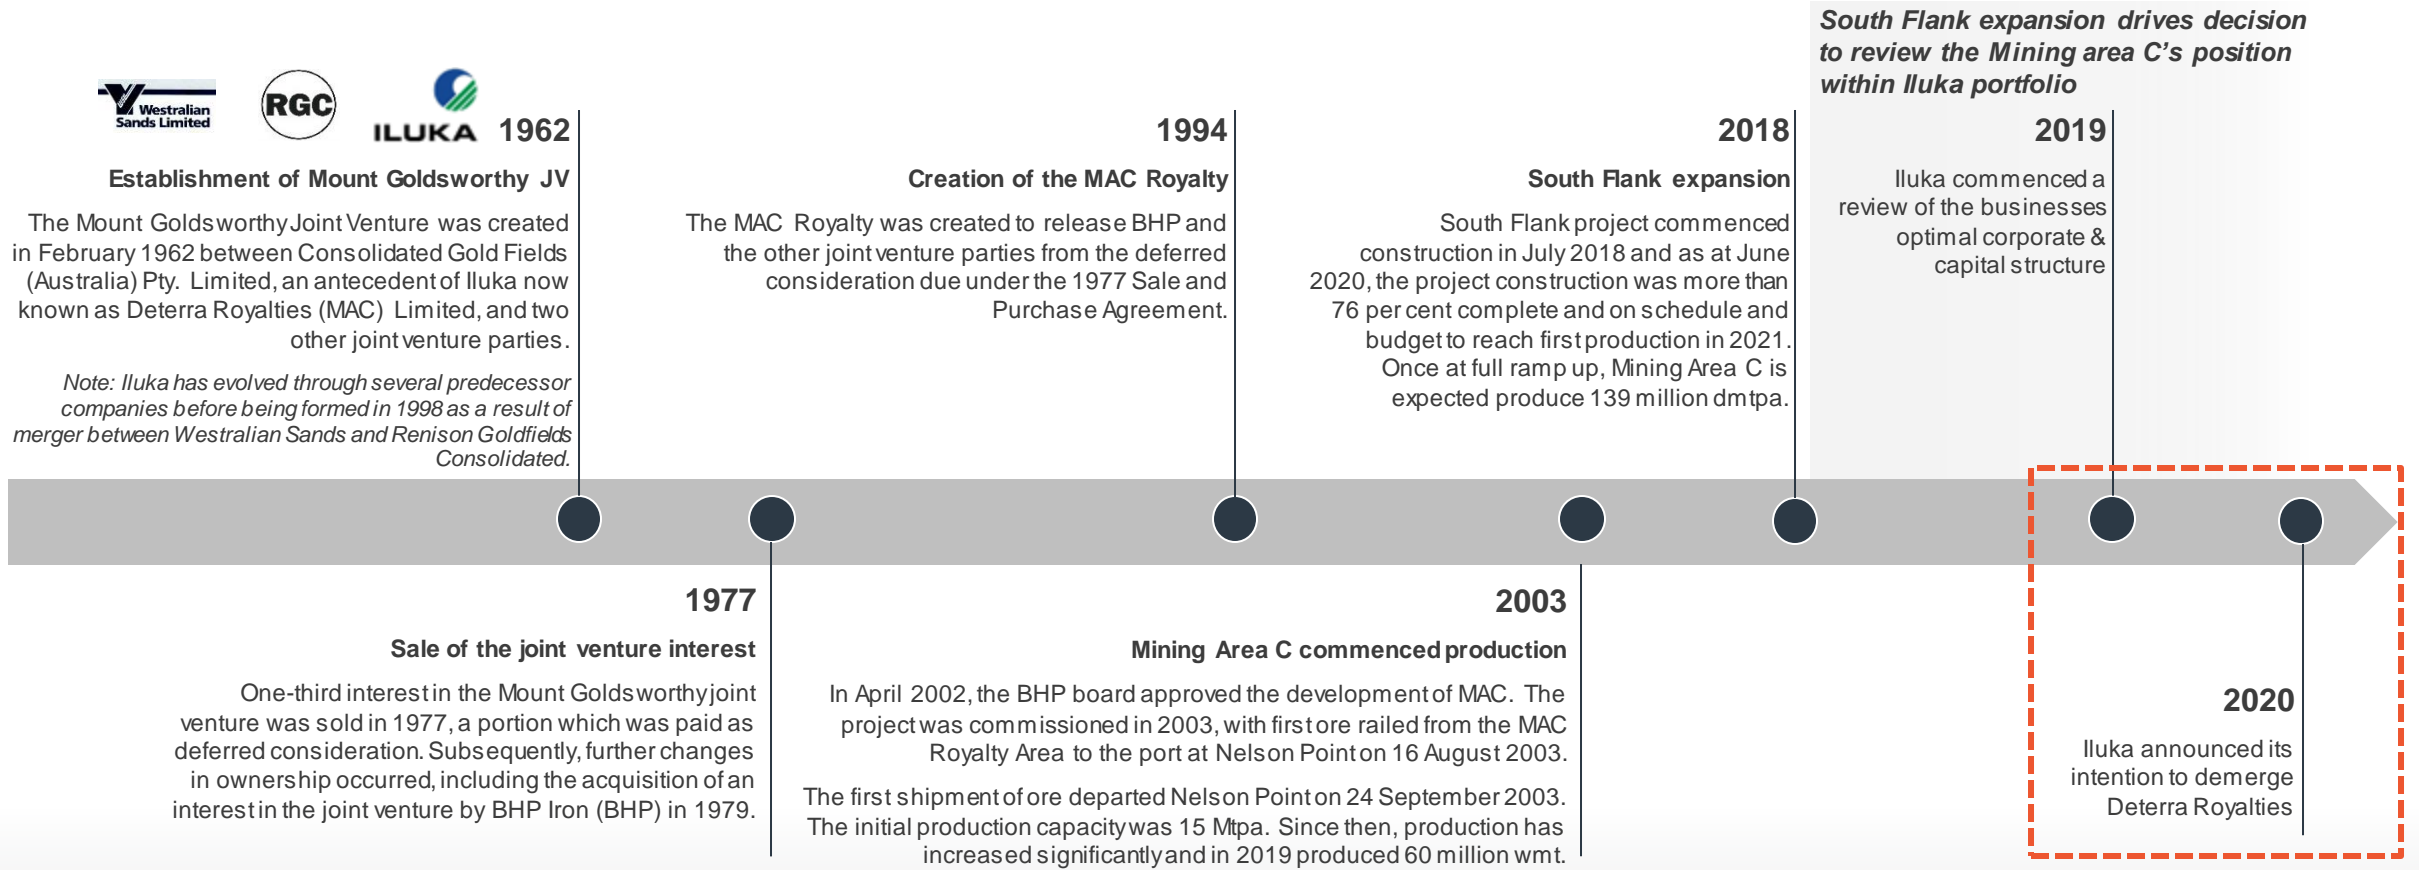 South Flank expansion drives decision
to review the Mining area C's position
within Iluka portfolio
Westralian
Sands Limited
RGC
ILUKA
1962
Establishment of Mount Goldsworthy JV
The Mount Goldsworthy Joint Venture was created
in February 1962 between Consolidated Gold Fields
(Australia) Pty. Limited, an antecedent of Iluka now
known as Deterra Royalties (MAC) Limited, and two
other joint venture parties.
Note: Iluka has evolved through several predecessor
companies before being formed in 1998 as a result of
merger between Westralian Sands and Renison Goldfields
Consolidated.
1994
Creation of the MAC Royalty
The MAC Royalty was created to release BHP and
the other joint venture parties from the deferred
consideration due under the 1977 Sale and
Purchase Agreement.
2018
South Flank expansion
South Flank project commenced
construction in July 2018 and as at June
2020, the project construction was more than
76 per cent complete and on schedule and
budget to reach first production in 2021.
Once at full ramp up, Mining Area C is
expected produce 139 million dmtpa.
2019
Iluka commenced a
review of the businesses
optimal corporate &
capital structure
1977
Sale of the joint venture interest
One-third interest in the Mount Goldsworthy joint
venture was sold in 1977, a portion which was paid as
deferred consideration. Subsequently, further changes
in ownership occurred, including the acquisition of an
interest in the joint venture by BHP Iron (BHP) in 1979.
2003
Mining Area C commenced production
In April 2002, the BHP board approved the development of MAC. The
project was commissioned in 2003, with first ore railed from the MAC
Royalty Area to the port at Nelson Point on 16 August 2003.
The first shipment of ore departed Nelson Point on 24 September 2003.
The initial production capacity was 15 Mtpa. Since then, production has
increased significantly and in 2019 produced 60 million wmt.
2020
Iluka announced its
intention to demerge
Deterra Royalties